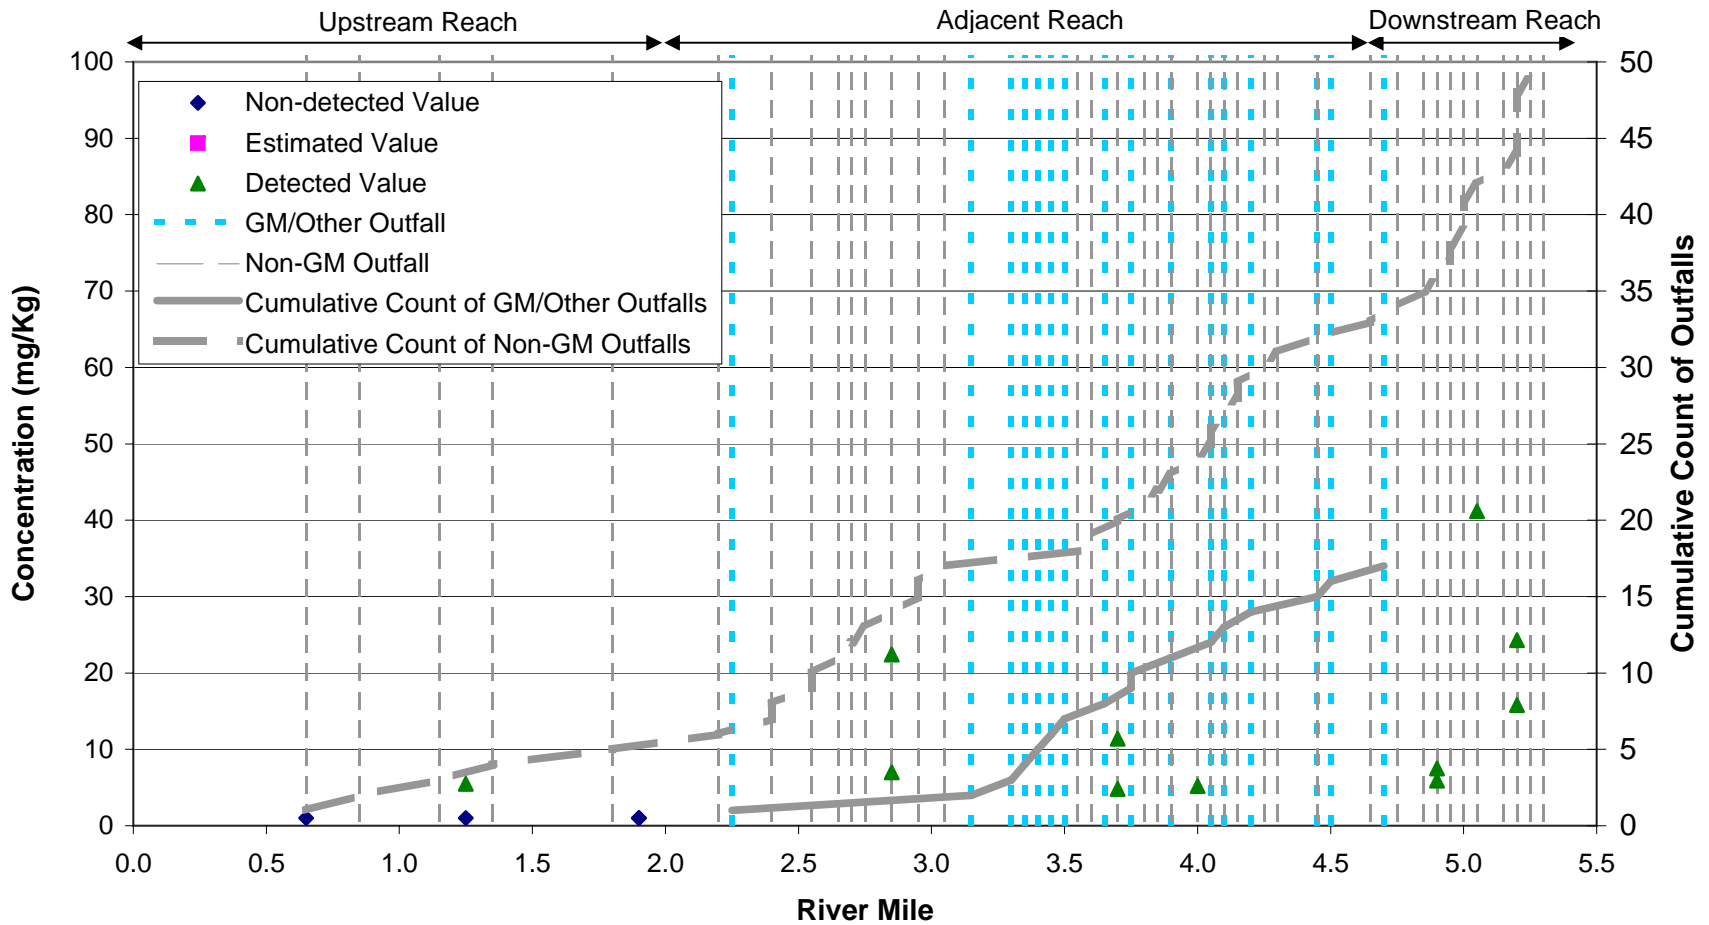 Upstream Reach Adjacent Reach Downstream Reach
100 50
90 45
80 40
70 35
60 30
50 25
40 20
30 15
20 10
10 5
0 0
Non-detected Value
Estimated Value
Detected Value
GM/Other Outfall
Non-GM Outfall
Cumulative Count of GM/Other Outfalls
Cumulative Count of Non-GM Outfalls
Concentration (mg/Kg)
Cumulative Count of Outfalls
0.0 0.5 1.0 1.5 2.0 2.5 3.0 3.5 4.0 4.5 5.0 5.5
River Mile